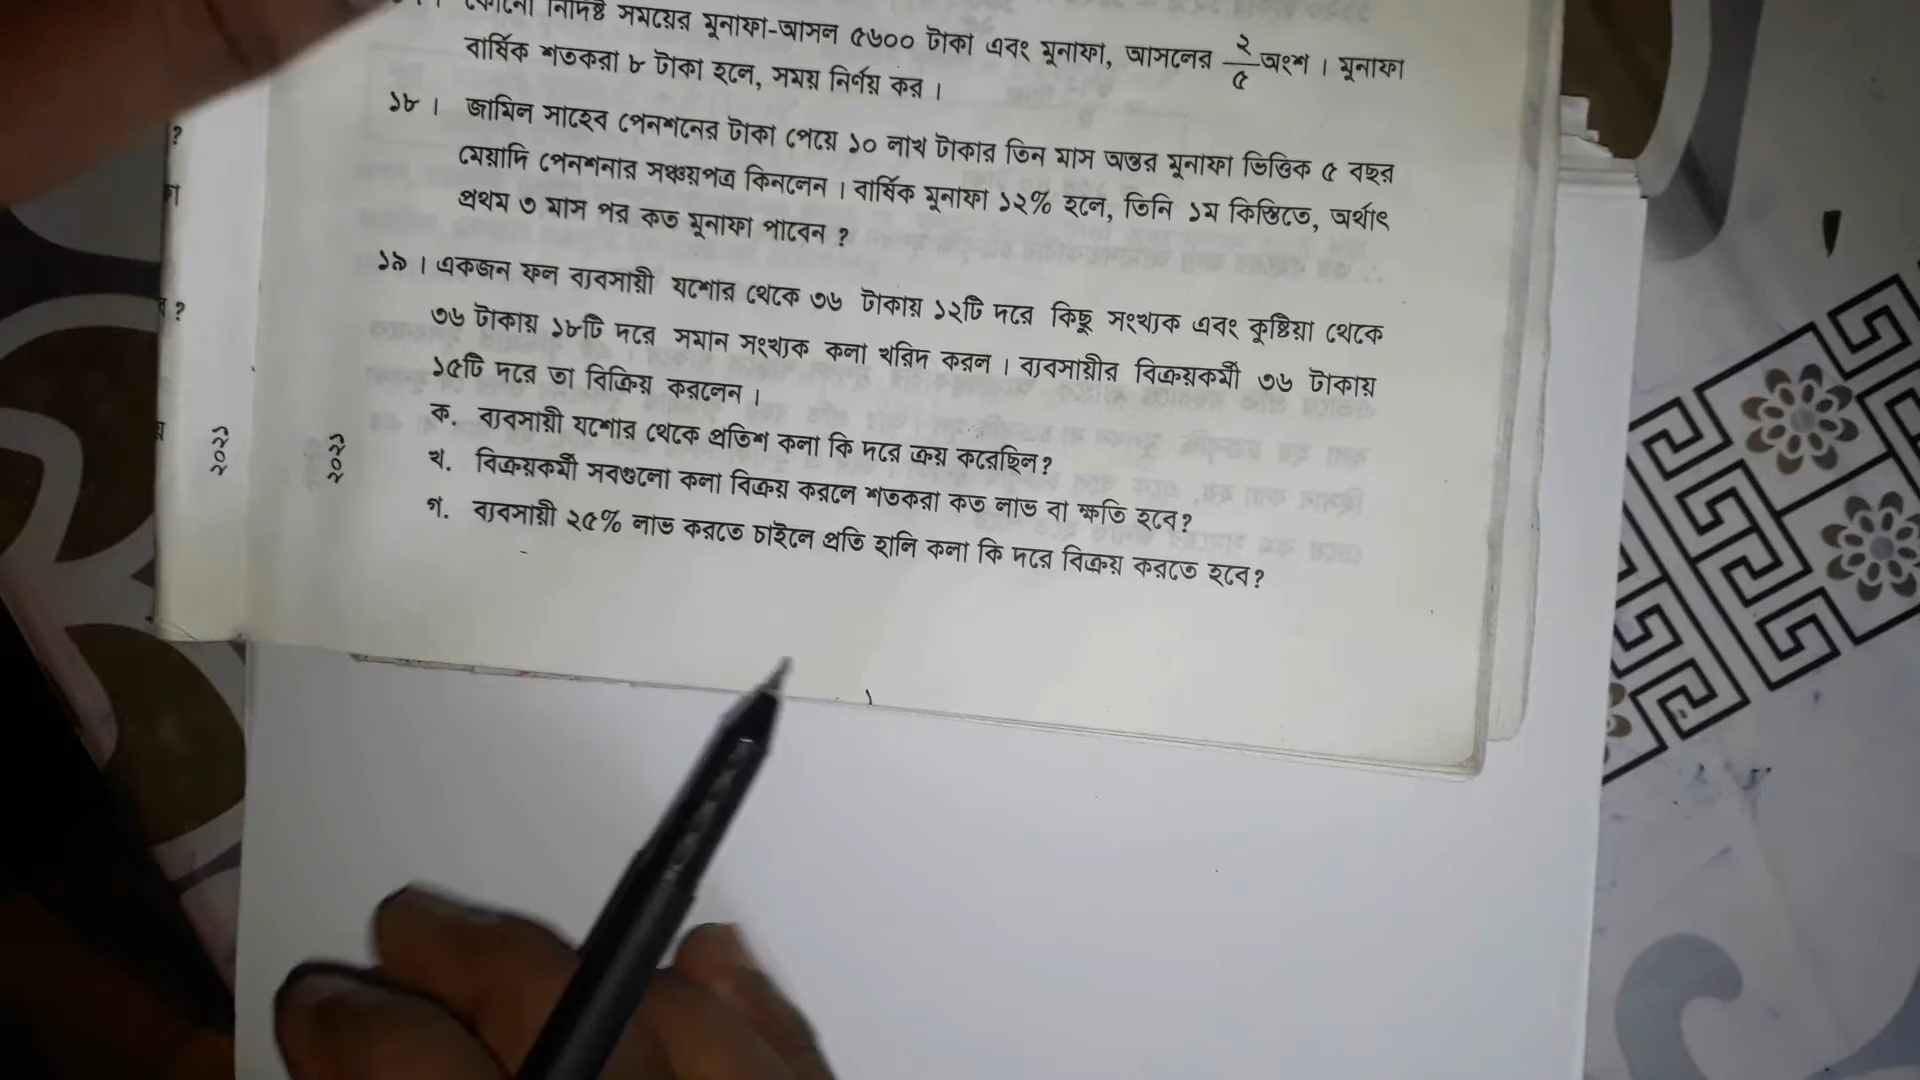 কোনো নির্দিষ্ট সময়ের মুনাফা-আসল ৫৬০০ টাকা এবং মুনাফা, আসলের ২/৫ অংশ । মুনাফা
বার্ষিক শতকরা ৮ টাকা হলে, সময় নির্ণয় কর ।
১৮ । জামিল সাহেব পেনশনের টাকা পেয়ে ১০ লাখ টাকার তিন মাস অন্তর মুনাফা ভিত্তিক ৫ বছর
মেয়াদি পেনশনার সঞ্চয়পত্র কিনলেন । বার্ষিক মুনাফা ১২% হলে, তিনি ১ম কিস্তিতে, অর্থাৎ
প্রথম ৩ মাস পর কত মুনাফা পাবেন ?
১৯ । একজন ফল ব্যবসায়ী যশোর থেকে ৩৬ টাকায় ১২টি দরে কিছু সংখ্যক এবং কুষ্টিয়া থেকে
৩৬ টাকায় ১৮টি দরে সমান সংখ্যক কলা খরিদ করল । ব্যবসায়ীর বিক্রয়কর্মী ৩৬ টাকায়
১৫টি দরে তা বিক্রিয় করলেন ।
ক. ব্যবসায়ী যশোর থেকে প্রতিশ কলা কি দরে ক্রয় করেছিল?
খ. বিক্রয়কর্মী সবগুলো কলা বিক্রয় করলে শতকরা কত লাভ বা ক্ষতি হবে?
গ. ব্যবসায়ী ২৫% লাভ করতে চাইলে প্রতি হালি কলা কি দরে বিক্রয় করতে হবে?
২০২১
২০২১